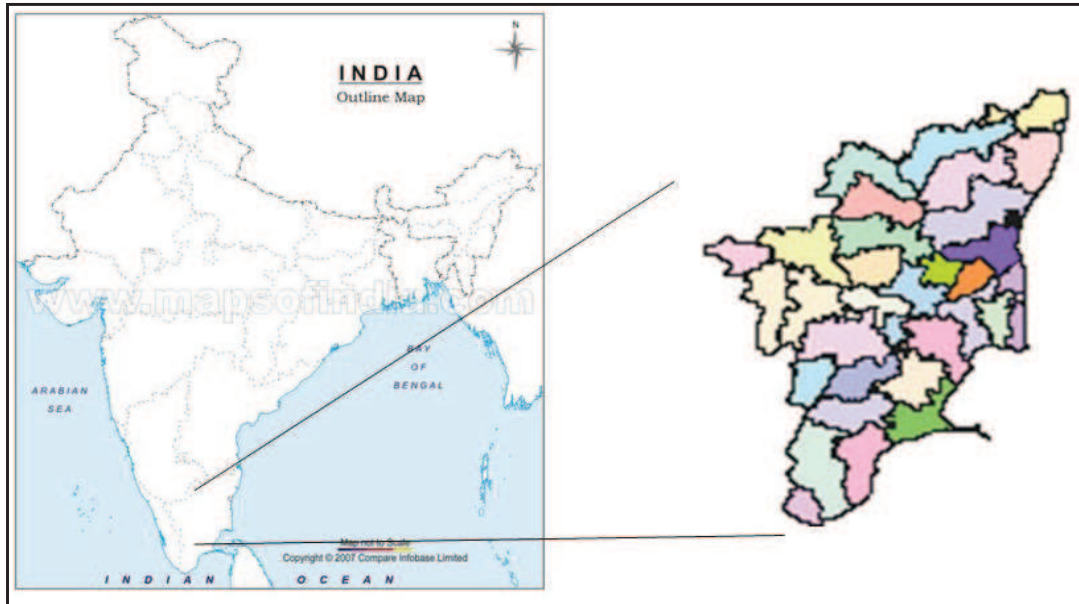 N
INDIA
Outline Map
www.mapsofindia.com
BAY
OF
BENGAL
ARABIAN
SEA
Map not to Scale
Copyright © 2007 Compare Infobase Limited
INDIAN OCEAN